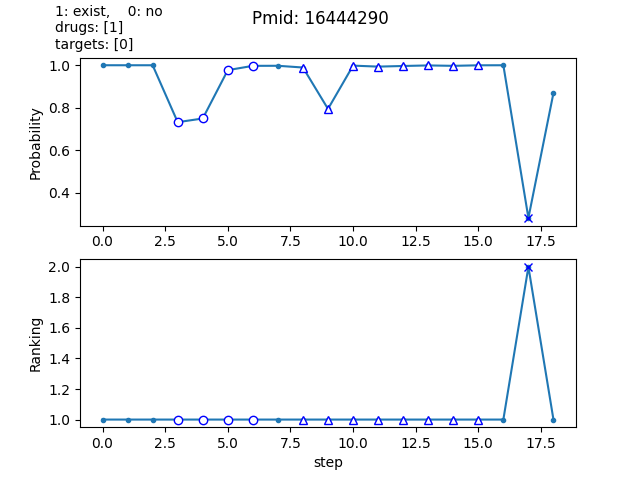 1: exist,    0: no
drugs: [1]
targets: [0]
Pmid: 16444290
1.0
0.8
0.6
0.4
Probability
0.0 2.5 5.0 7.5 10.0 12.5 15.0 17.5
2.0
1.8
1.6
1.4
1.2
1.0
Ranking
0.0 2.5 5.0 7.5 10.0 12.5 15.0 17.5
step